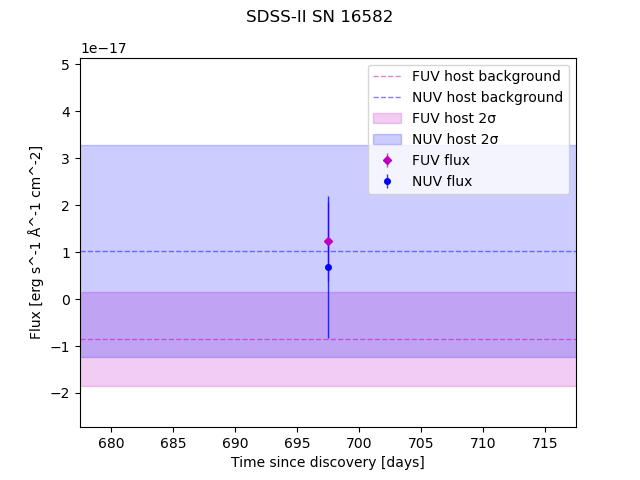 SDSS-II SN 16582
1e−17
5
4
3
2
1
0
−1
−2
Flux [erg s^-1 Å^-1 cm^-2]
FUV host background
NUV host background
FUV host 2σ
NUV host 2σ
FUV flux
NUV flux
680 685 690 695 700 705 710 715
Time since discovery [days]